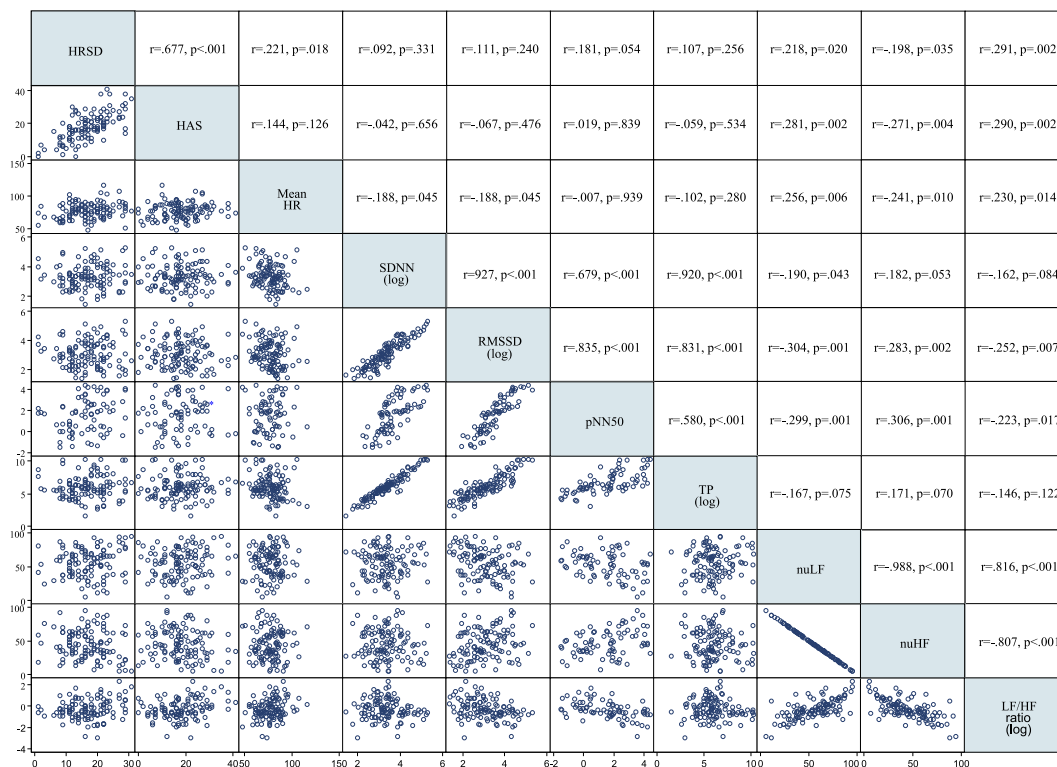 HRSD r=.677, p<.001 r=.221, p=.018 r=.092, p=.331 r=.111, p=.240 r=.181, p=.054 r=.107, p=.256 r=.218, p=.020 r=-.198, p=.035 r=.291, p=.002
40
20
0
HAS r=.144, p=.126 r=-.042, p=.656 r=-.067, p=.476 r=.019, p=.839 r=-.059, p=.534 r=.281, p=.002 r=-.271, p=.004 r=.290, p=.002
150
100
50
Mean
HR
r=-.188, p=.045 r=-.188, p=.045 r=-.007, p=.939 r=-.102, p=.280 r=.256, p=.006 r=-.241, p=.010 r=.230, p=.014
6
4
2
SDNN
(log)
r=927, p<.001 r=.679, p<.001 r=.920, p<.001 r=-.190, p=.043 r=.182, p=.053 r=-.162, p=.084
6
4
2
RMSSD
(log)
r=.835, p<.001 r=.831, p<.001 r=-.304, p=.001 r=.283, p=.002 r=-.252, p=.007
4
2
0
-2
pNN50 r=.580, p<.001 r=-.299, p=.001 r=.306, p=.001 r=-.223, p=.017
10
5
0
TP
(log)
r=-.167, p=.075 r=.171, p=.070 r=-.146, p=.122
100
50
0
nuLF r=-.988, p<.001 r=.816, p<.001
100
50
0
nuHF r=-.807, p<.001
2
0
-2
-4
LF/HF
ratio
(log)
0 10 20 30 0 20 40 50 100 150 2 4 6 2 4 6 -2 0 2 4 0 5 10 0 50 100 0 50 100